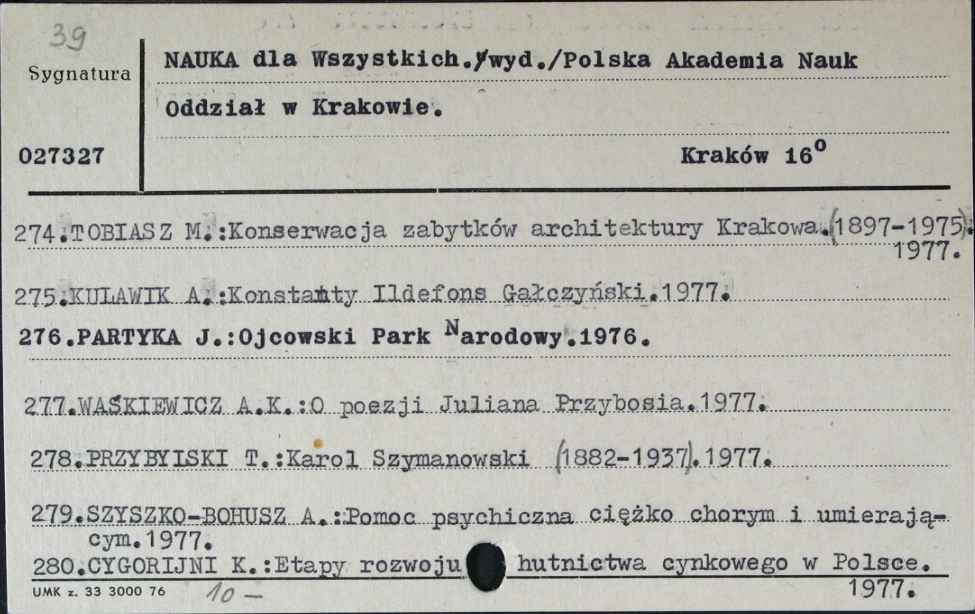 39
Sygnatura
NAUKA dla Wszystkich./wyd./Polska Akademia Nauk
Oddział w Krakowie.
027327
Kraków 16⁰
274.TOBIASZ M.:Konserwacja zabytków architektury Krakowa.(1897-1975).
1977.
275.KULAWIK A.:Konstanty Ildefons Gałczyński.1977.
276.PARTYKA J.:Ojcowski Park Narodowy.1976.
277.WAŚKIEWICZ A.K.:O poezji Juliana Przybosia.1977.
278.PRZYBYISKI T.:Karol Szymanowski (1882-1937).1977.
279.SZYSZKO-BOHUSZ A.:Pomoc psychiczna ciężko chorym i umierają-
cym.1977.
280.CYGORIJNI K.:Etapy rozwoju hutnictwa cynkowego w Polsce.
1977.
UMK z. 33 3000 76
10 -